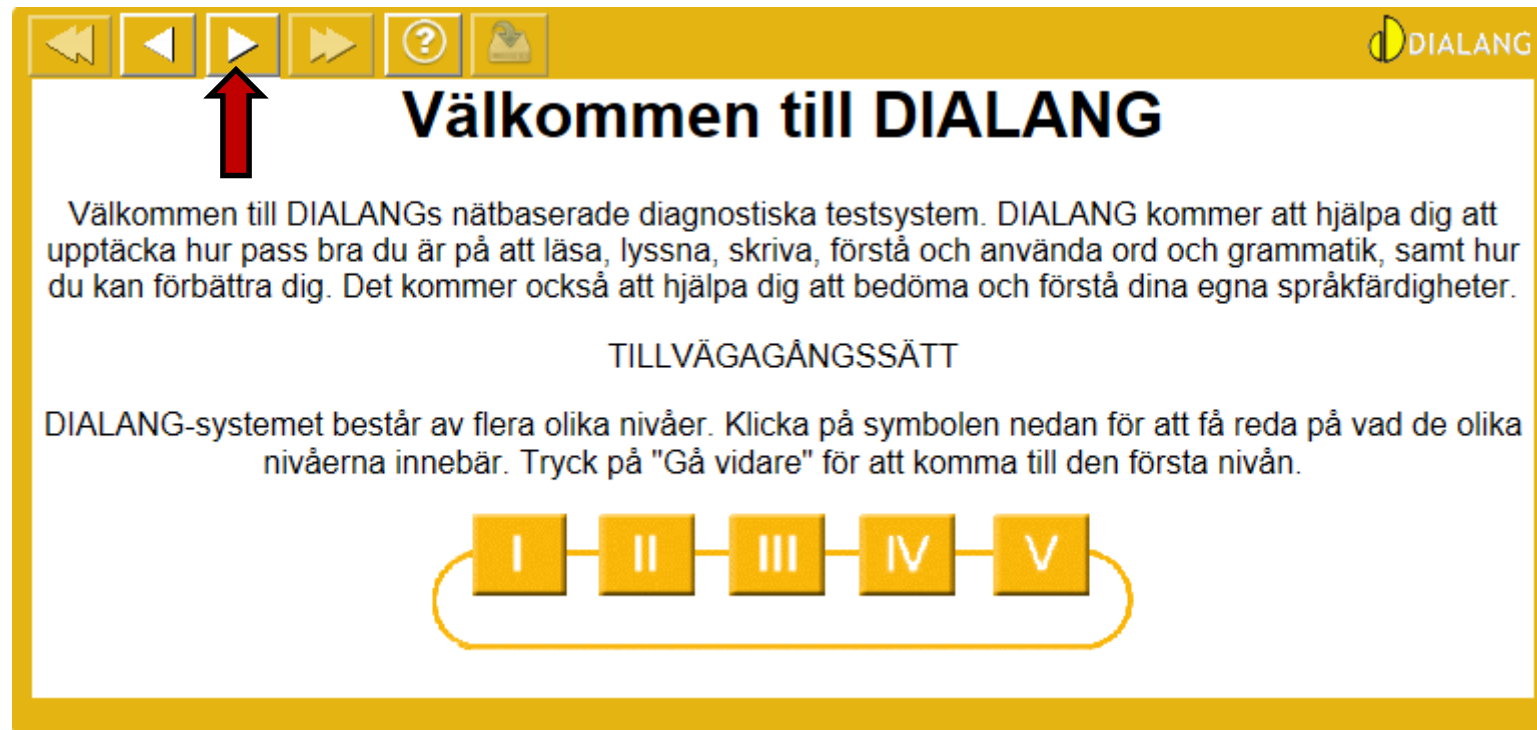 DIALANG
Välkommen till DIALANG
Välkommen till DIALANGs nätbaserade diagnostiska testsystem. DIALANG kommer att hjälpa dig att
upptäcka hur pass bra du är på att läsa, lyssna, skriva, förstå och använda ord och grammatik, samt hur
du kan förbättra dig. Det kommer också att hjälpa dig att bedöma och förstå dina egna språkfärdigheter.
TILLVÄGAGÅNGSSÄTT
DIALANG-systemet består av flera olika nivåer. Klicka på symbolen nedan för att få reda på vad de olika
nivåerna innebär. Tryck på "Gå vidare" för att komma till den första nivån.
I II III IV V